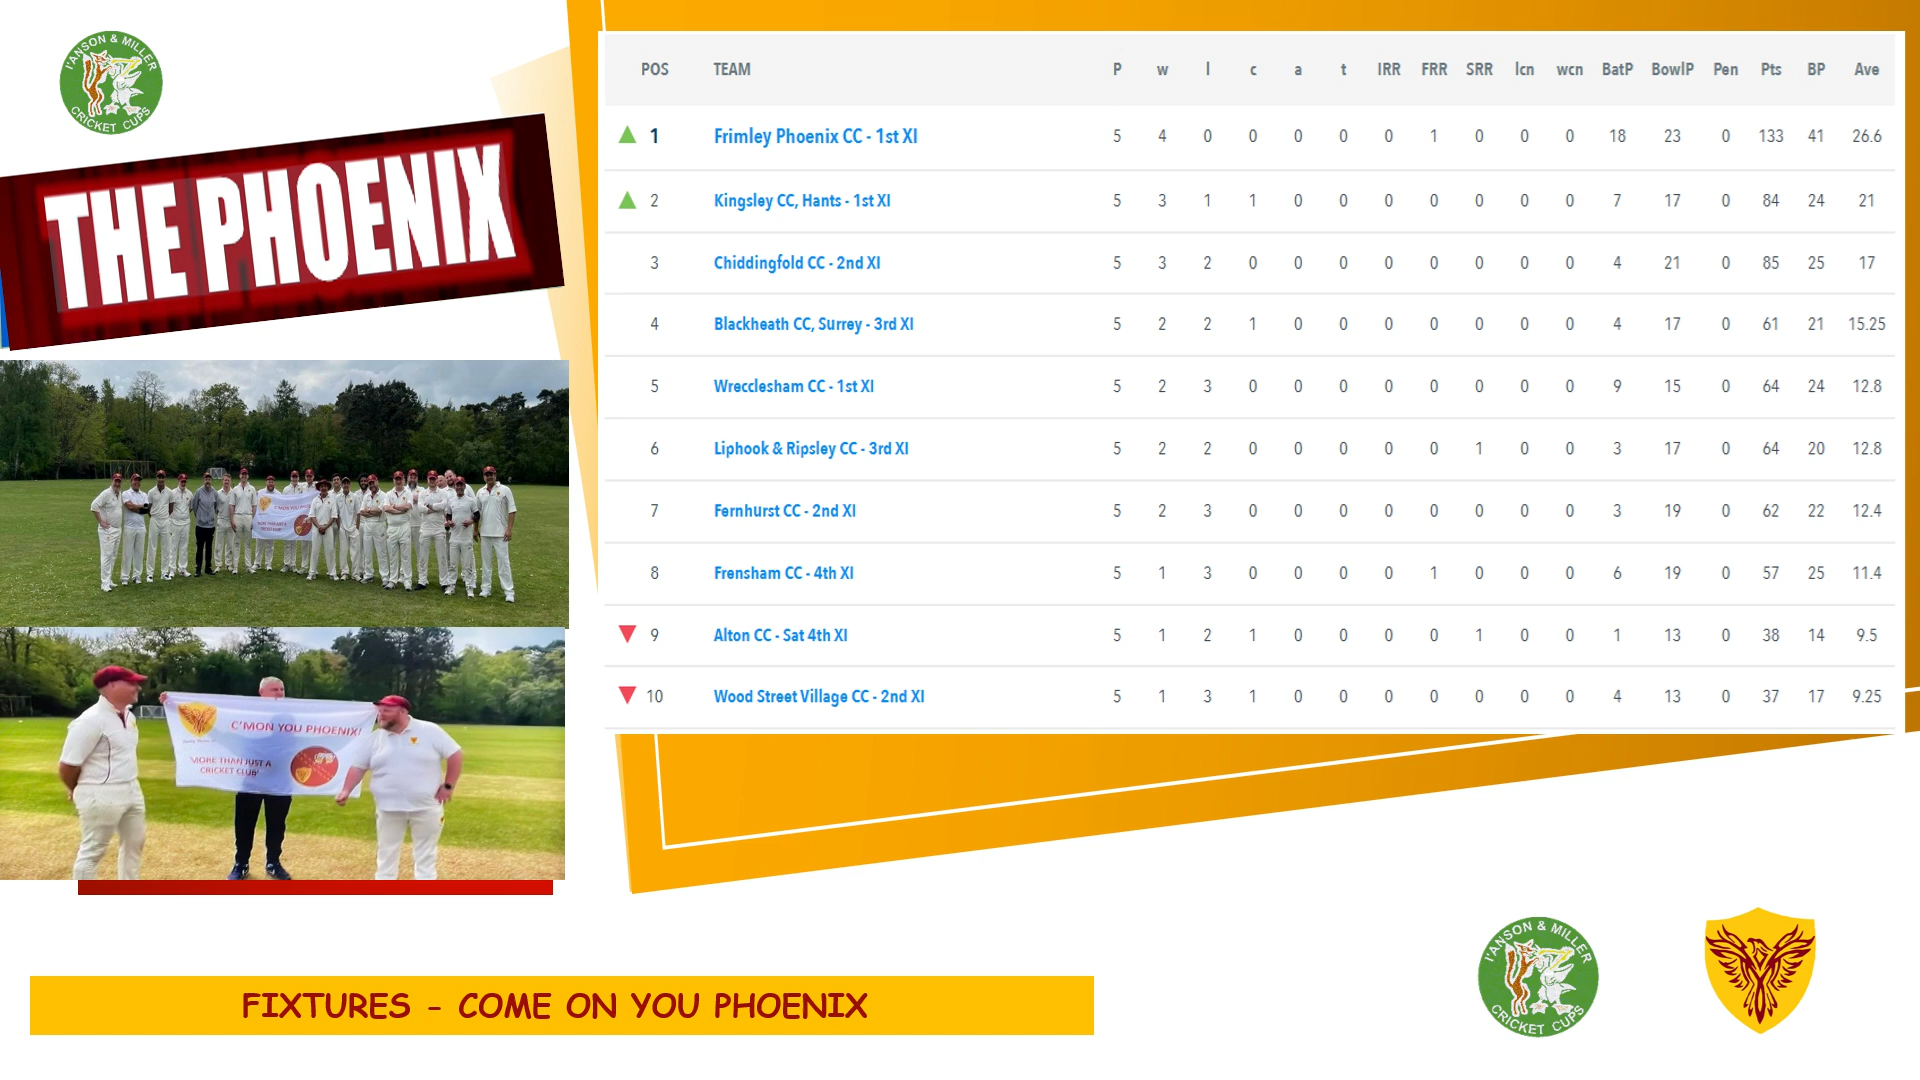 I'ANSON & MILLER
CRICKET CUPS
THE PHOENIX
C'MON YOU PHOENIX!
'MORE THAN JUST A
CRICKET CLUB'
POS TEAM P w l c a t IRR FRR SRR lcn wcn BatP BowlP Pen Pts BP Ave
1 Frimley Phoenix CC - 1st XI 5 4 0 0 0 0 0 1 0 0 0 18 23 0 133 41 26.6
2 Kingsley CC, Hants - 1st XI 5 3 1 1 0 0 0 0 0 0 0 7 17 0 84 24 21
3 Chiddingfold CC - 2nd XI 5 3 2 0 0 0 0 0 0 0 0 4 21 0 85 25 17
4 Blackheath CC, Surrey - 3rd XI 5 2 2 1 0 0 0 0 0 0 0 4 17 0 61 21 15.25
5 Wrecclesham CC - 1st XI 5 2 3 0 0 0 0 0 0 0 0 9 15 0 64 24 12.8
6 Liphook & Ripsley CC - 3rd XI 5 2 2 0 0 0 0 0 1 0 0 3 17 0 64 20 12.8
7 Fernhurst CC - 2nd XI 5 2 3 0 0 0 0 0 0 0 0 3 19 0 62 22 12.4
8 Frensham CC - 4th XI 5 1 3 0 0 0 0 1 0 0 0 6 19 0 57 25 11.4
9 Alton CC - Sat 4th XI 5 1 2 1 0 0 0 0 1 0 0 1 13 0 38 14 9.5
10 Wood Street Village CC - 2nd XI 5 1 3 1 0 0 0 0 0 0 0 4 13 0 37 17 9.25
FIXTURES - COME ON YOU PHOENIX
I'ANSON & MILLER
CRICKET CUPS